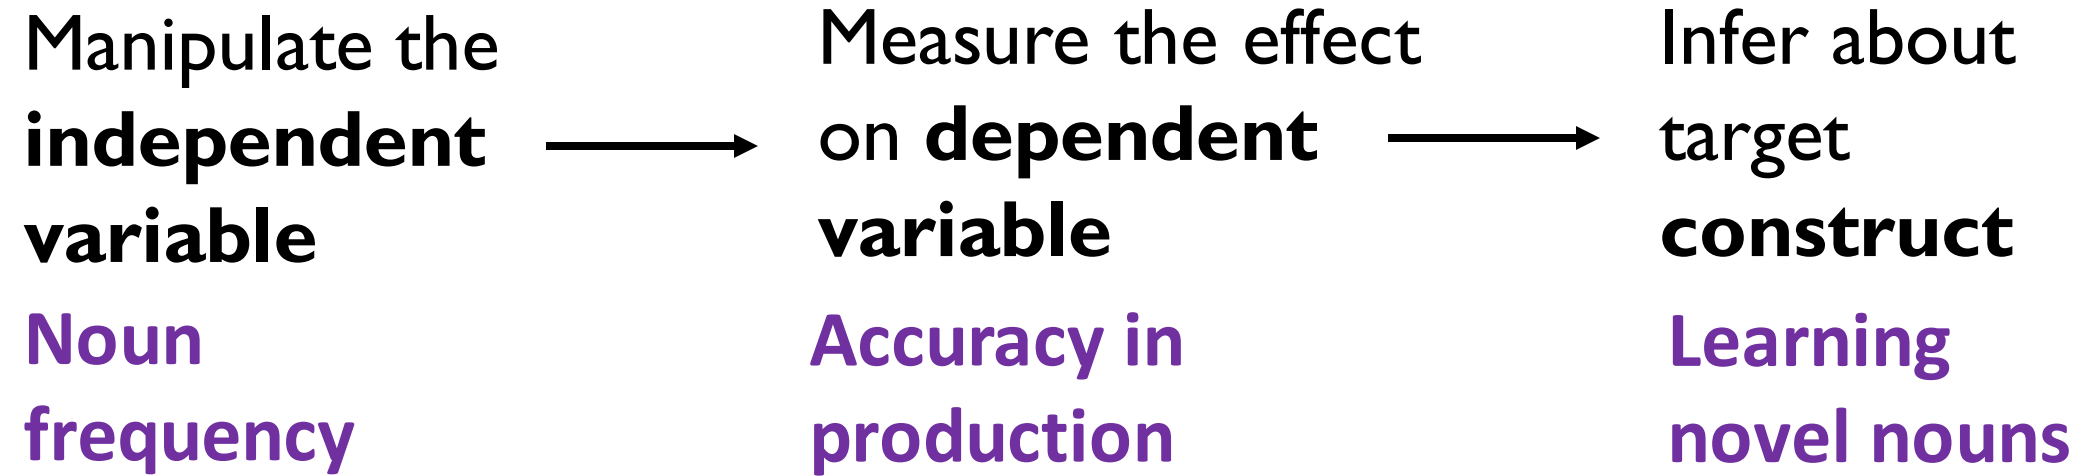 Manipulate the
independent
variable
Noun
frequency
Measure the effect
on dependent
variable
Accuracy in
production
Infer about
target
construct
Learning
novel nouns